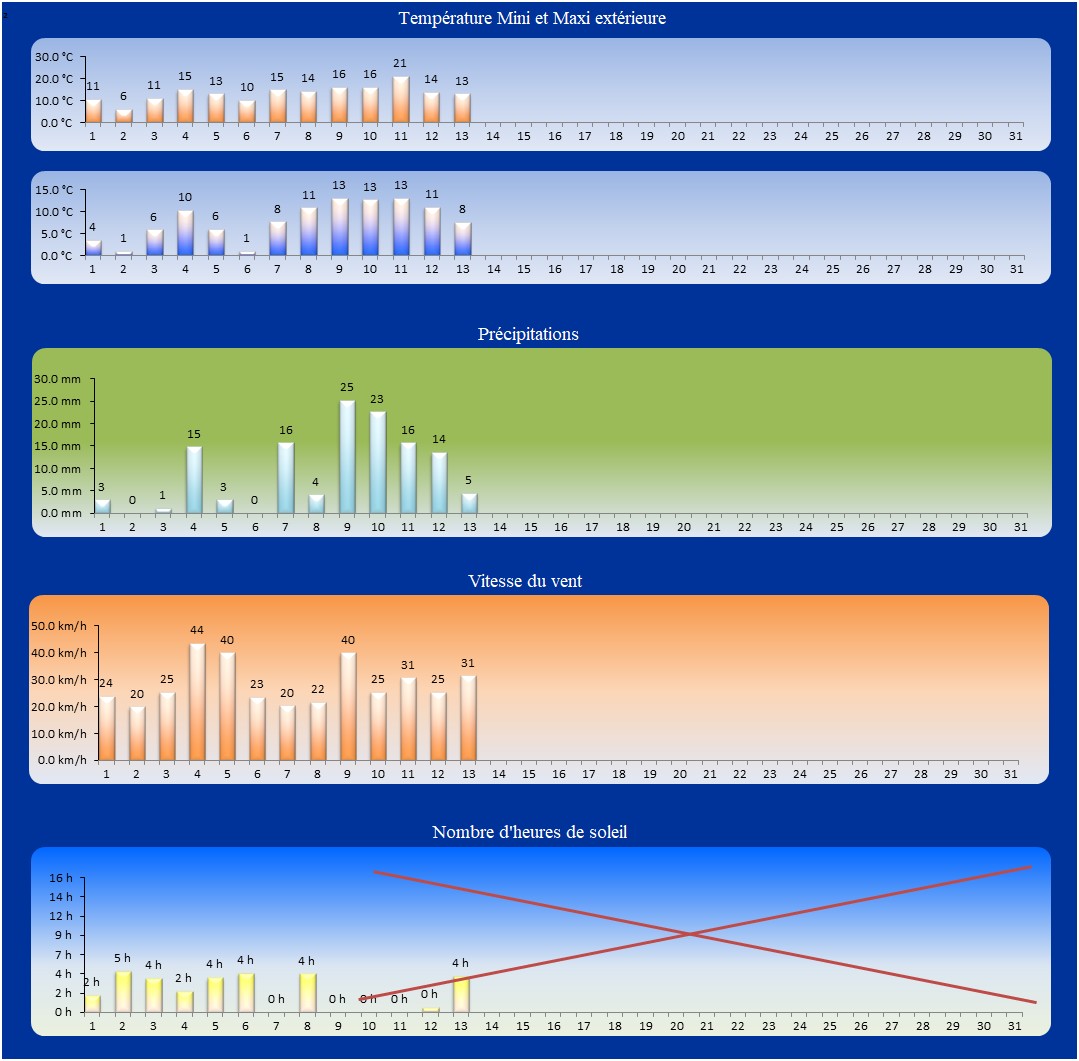 Température Mini et Maxi extérieure
30.0 °C
20.0 °C
10.0 °C
0.0 °C
11 6 11 15 13 10 15 14 16 16 21 14 13
1 2 3 4 5 6 7 8 9 10 11 12 13 14 15 16 17 18 19 20 21 22 23 24 25 26 27 28 29 30 31
15.0 °C
10.0 °C
5.0 °C
0.0 °C
4 1 6 10 6 1 8 11 13 13 13 11 8
1 2 3 4 5 6 7 8 9 10 11 12 13 14 15 16 17 18 19 20 21 22 23 24 25 26 27 28 29 30 31
Précipitations
30.0 mm
25.0 mm
20.0 mm
15.0 mm
10.0 mm
5.0 mm
0.0 mm
3 0 1 15 3 0 16 4 25 23 16 14 5
1 2 3 4 5 6 7 8 9 10 11 12 13 14 15 16 17 18 19 20 21 22 23 24 25 26 27 28 29 30 31
Vitesse du vent
50.0 km/h
40.0 km/h
30.0 km/h
20.0 km/h
10.0 km/h
0.0 km/h
24 20 25 44 40 23 20 22 40 25 31 25 31
1 2 3 4 5 6 7 8 9 10 11 12 13 14 15 16 17 18 19 20 21 22 23 24 25 26 27 28 29 30 31
Nombre d'heures de soleil
16 h
14 h
12 h
9 h
7 h
4 h
2 h
0 h
2 h 5 h 4 h 2 h 4 h 4 h 0 h 4 h 0 h 0 h 0 h 0 h 4 h
1 2 3 4 5 6 7 8 9 10 11 12 13 14 15 16 17 18 19 20 21 22 23 24 25 26 27 28 29 30 31